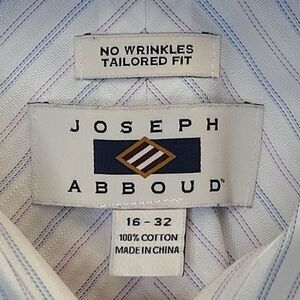 NO WRINKLES
TAILORED FIT
JOSEPH
ABBOUD
16 - 32
100% COTTON
MADE IN CHINA